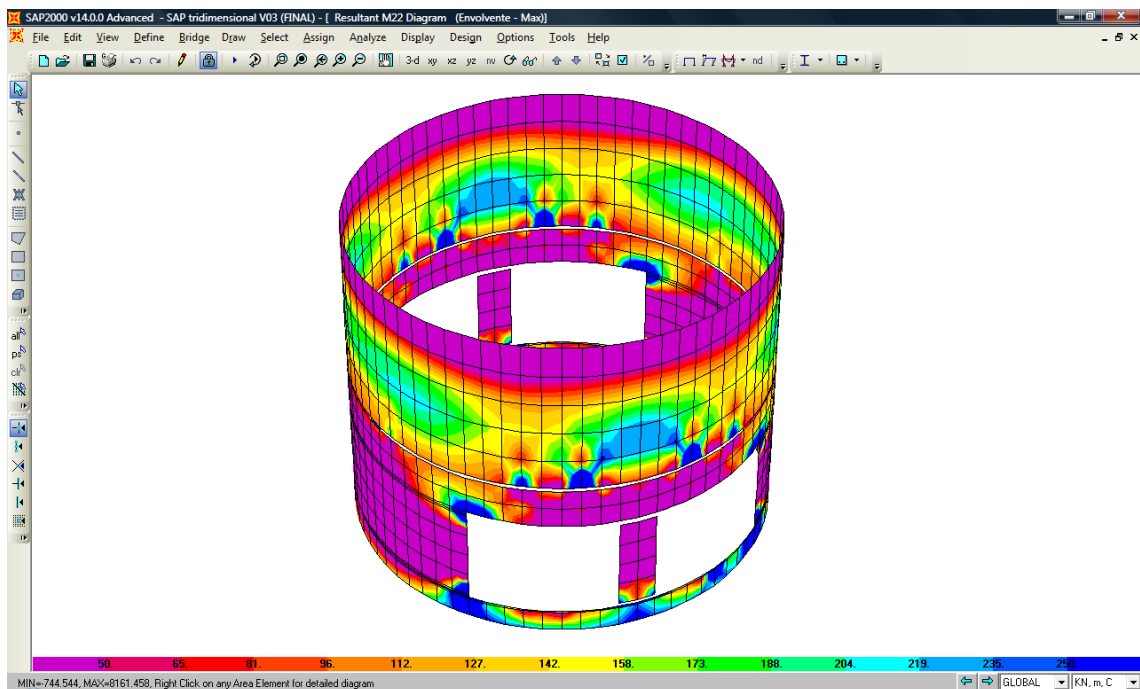 SAP2000 v14.0.0 Advanced - SAP tridimensional V03 (FINAL) - [ Resultant M22 Diagram (Envolvente - Max)]
File Edit View Define Bridge Draw Select Assign Analyze Display Design Options Tools Help
3-d xy xz yz nv nd
all
ps
clr
50. 65. 81. 96. 112. 127. 142. 158. 173. 188. 204. 219. 235. 250.
MIN=-744.544, MAX=8161.458, Right Click on any Area Element for detailed diagram GLOBAL KN, m, C